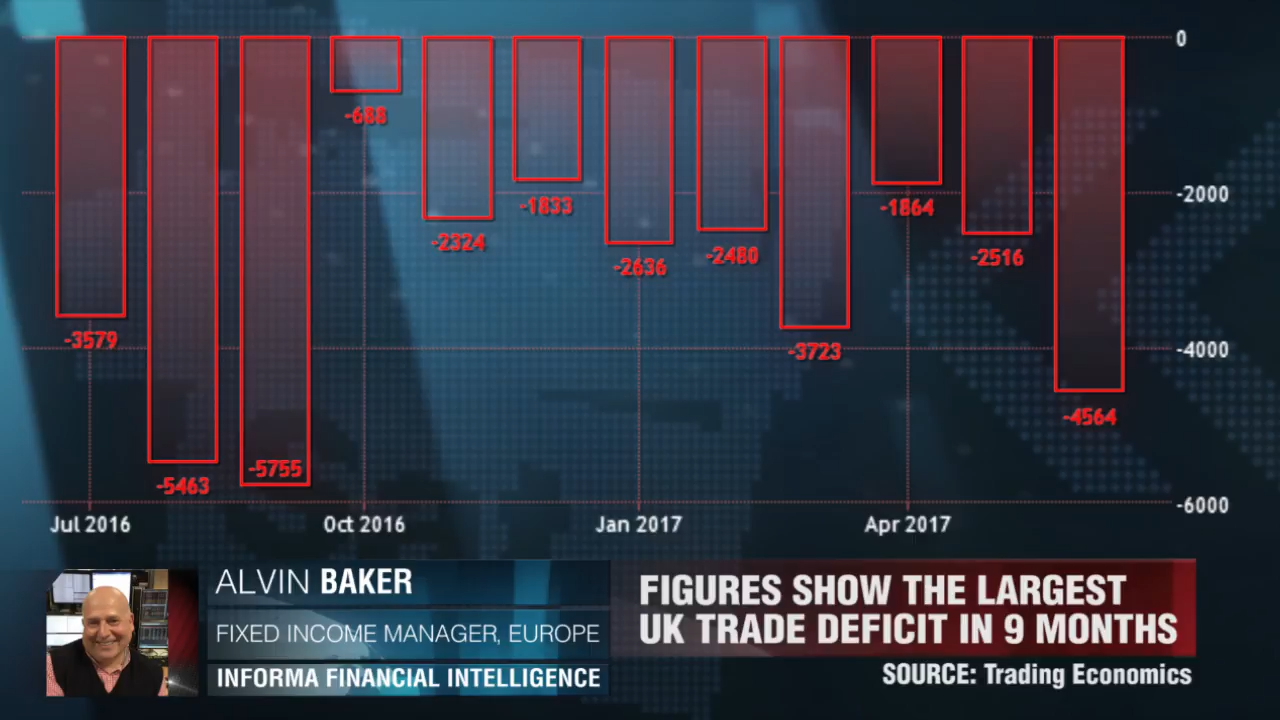 0
-688
-1833
-2000
-1864
-2324
-2636
-2480
-2516
-3579
-3723
-4000
-4564
-5755
-5463
-6000
Jul 2016 Oct 2016 Jan 2017 Apr 2017
ALVIN BAKER
FIXED INCOME MANAGER, EUROPE
INFORMA FINANCIAL INTELLIGENCE
FIGURES SHOW THE LARGEST
UK TRADE DEFICIT IN 9 MONTHS
SOURCE: Trading Economics